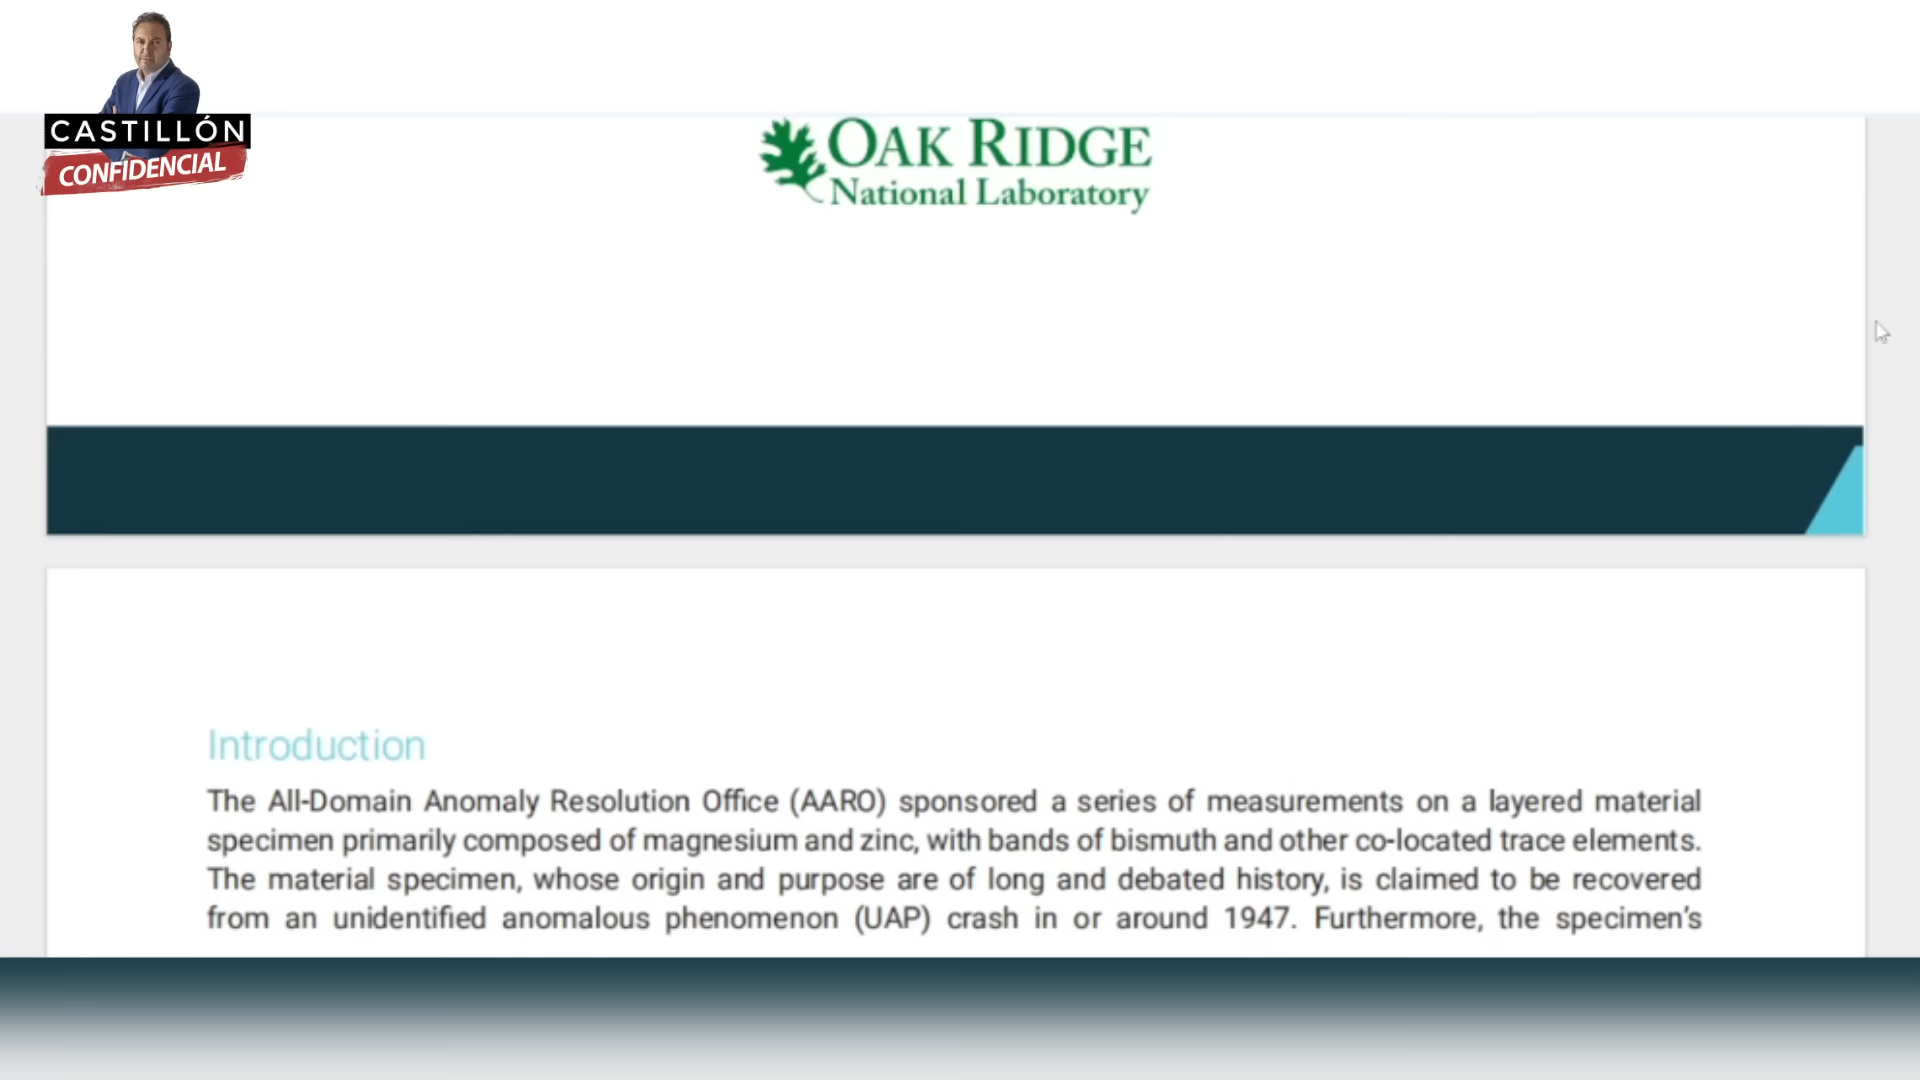 CASTILLÓN
CONFIDENCIAL
OAK RIDGE
National Laboratory
Introduction
The All-Domain Anomaly Resolution Office (AARO) sponsored a series of measurements on a layered material
specimen primarily composed of magnesium and zinc, with bands of bismuth and other co-located trace elements.
The material specimen, whose origin and purpose are of long and debated history, is claimed to be recovered
from an unidentified anomalous phenomenon (UAP) crash in or around 1947. Furthermore, the specimen’s